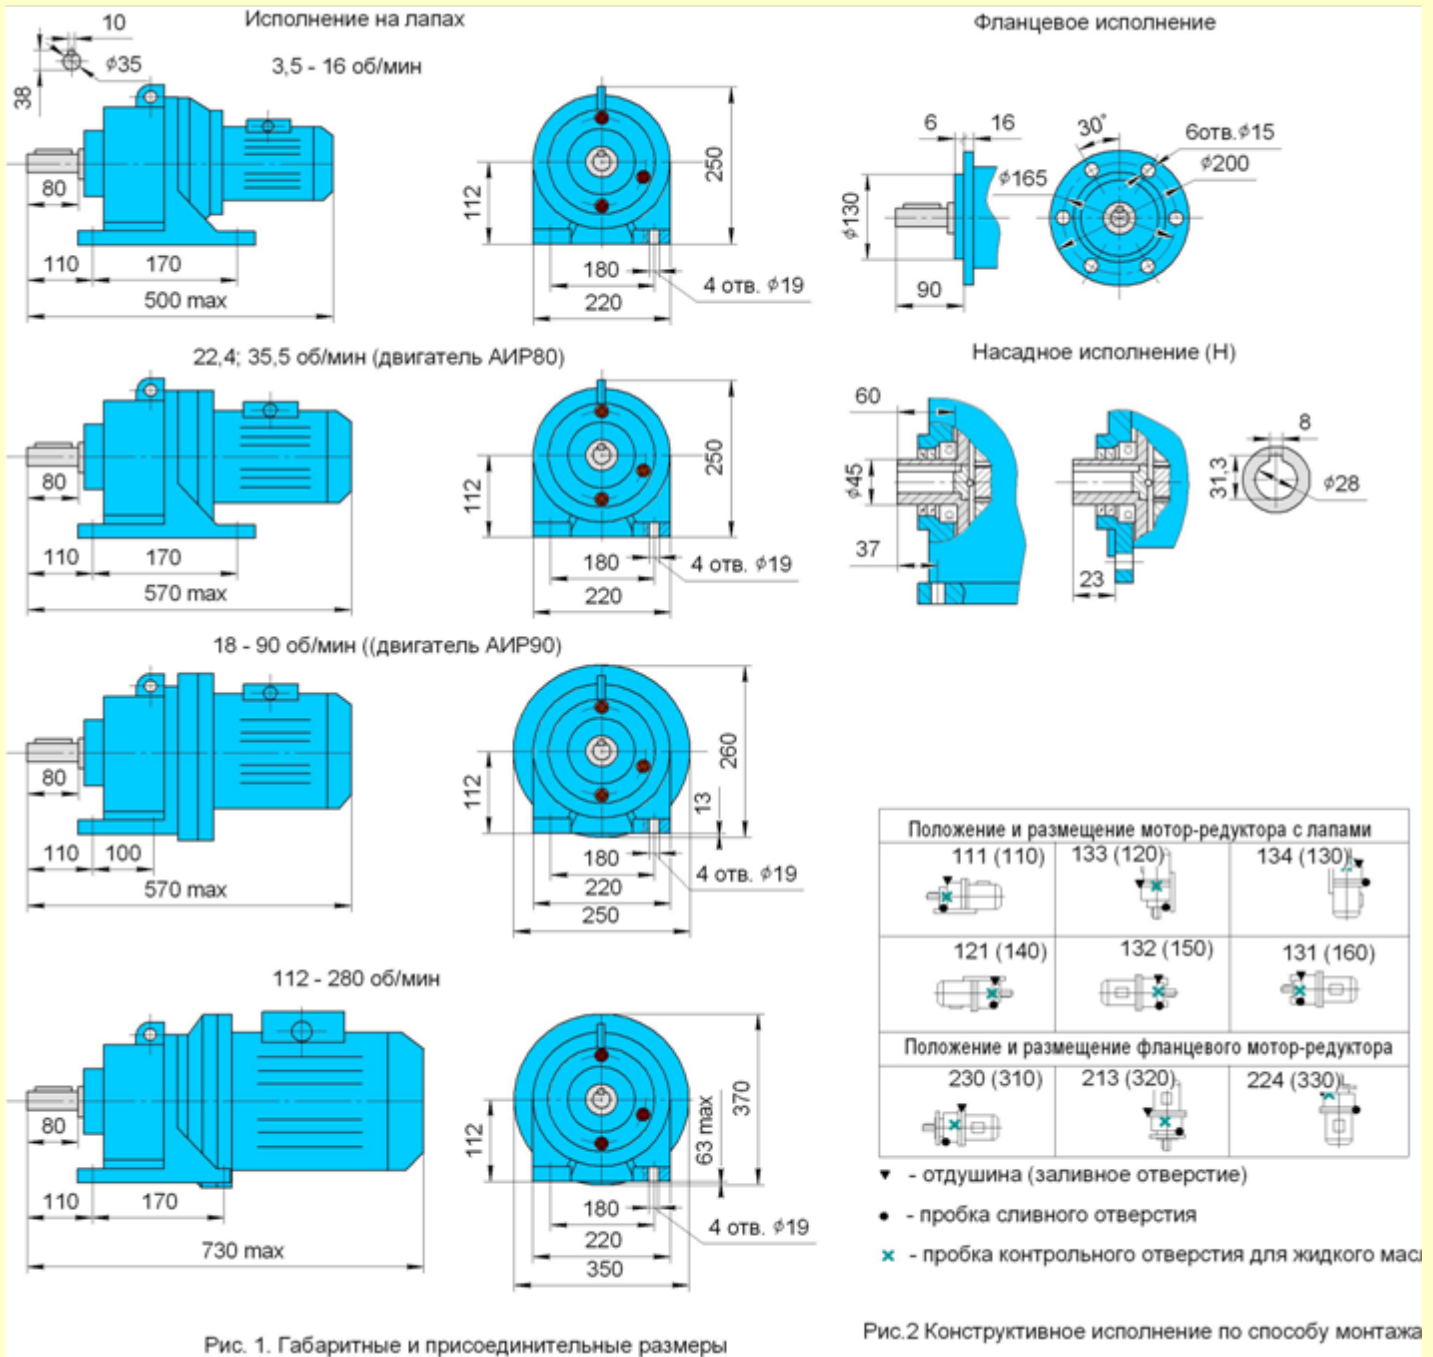 Исполнение на лапах
10
ϕ35
38
3,5 - 16 об/мин
80
110
170
500 max
112
250
180
220
4 отв. ϕ19
22,4; 35,5 об/мин (двигатель АИР80)
80
110
170
570 max
112
250
180
220
4 отв. ϕ19
18 - 90 об/мин ((двигатель АИР90)
80
110
100
570 max
112
260
13
180
220
250
4 отв. ϕ19
112 - 280 об/мин
80
110
170
730 max
112
370
63 max
180
220
350
4 отв. ϕ19
Рис. 1. Габаритные и присоединительные размеры
Фланцевое исполнение
6
16
30°
6отв.ϕ15
ϕ200
ϕ165
ϕ130
90
Насадное исполнение (Н)
60
ϕ45
37
23
8
31,3
ϕ28
Положение и размещение мотор-редуктора с лапами
111 (110)
133 (120)
134 (130)
121 (140)
132 (150)
131 (160)
Положение и размещение фланцевого мотор-редуктора
230 (310)
213 (320)
224 (330)
- отдушина (заливное отверстие)
- пробка сливного отверстия
- пробка контрольного отверстия для жидкого мас
Рис.2 Конструктивное исполнение по способу монтажа